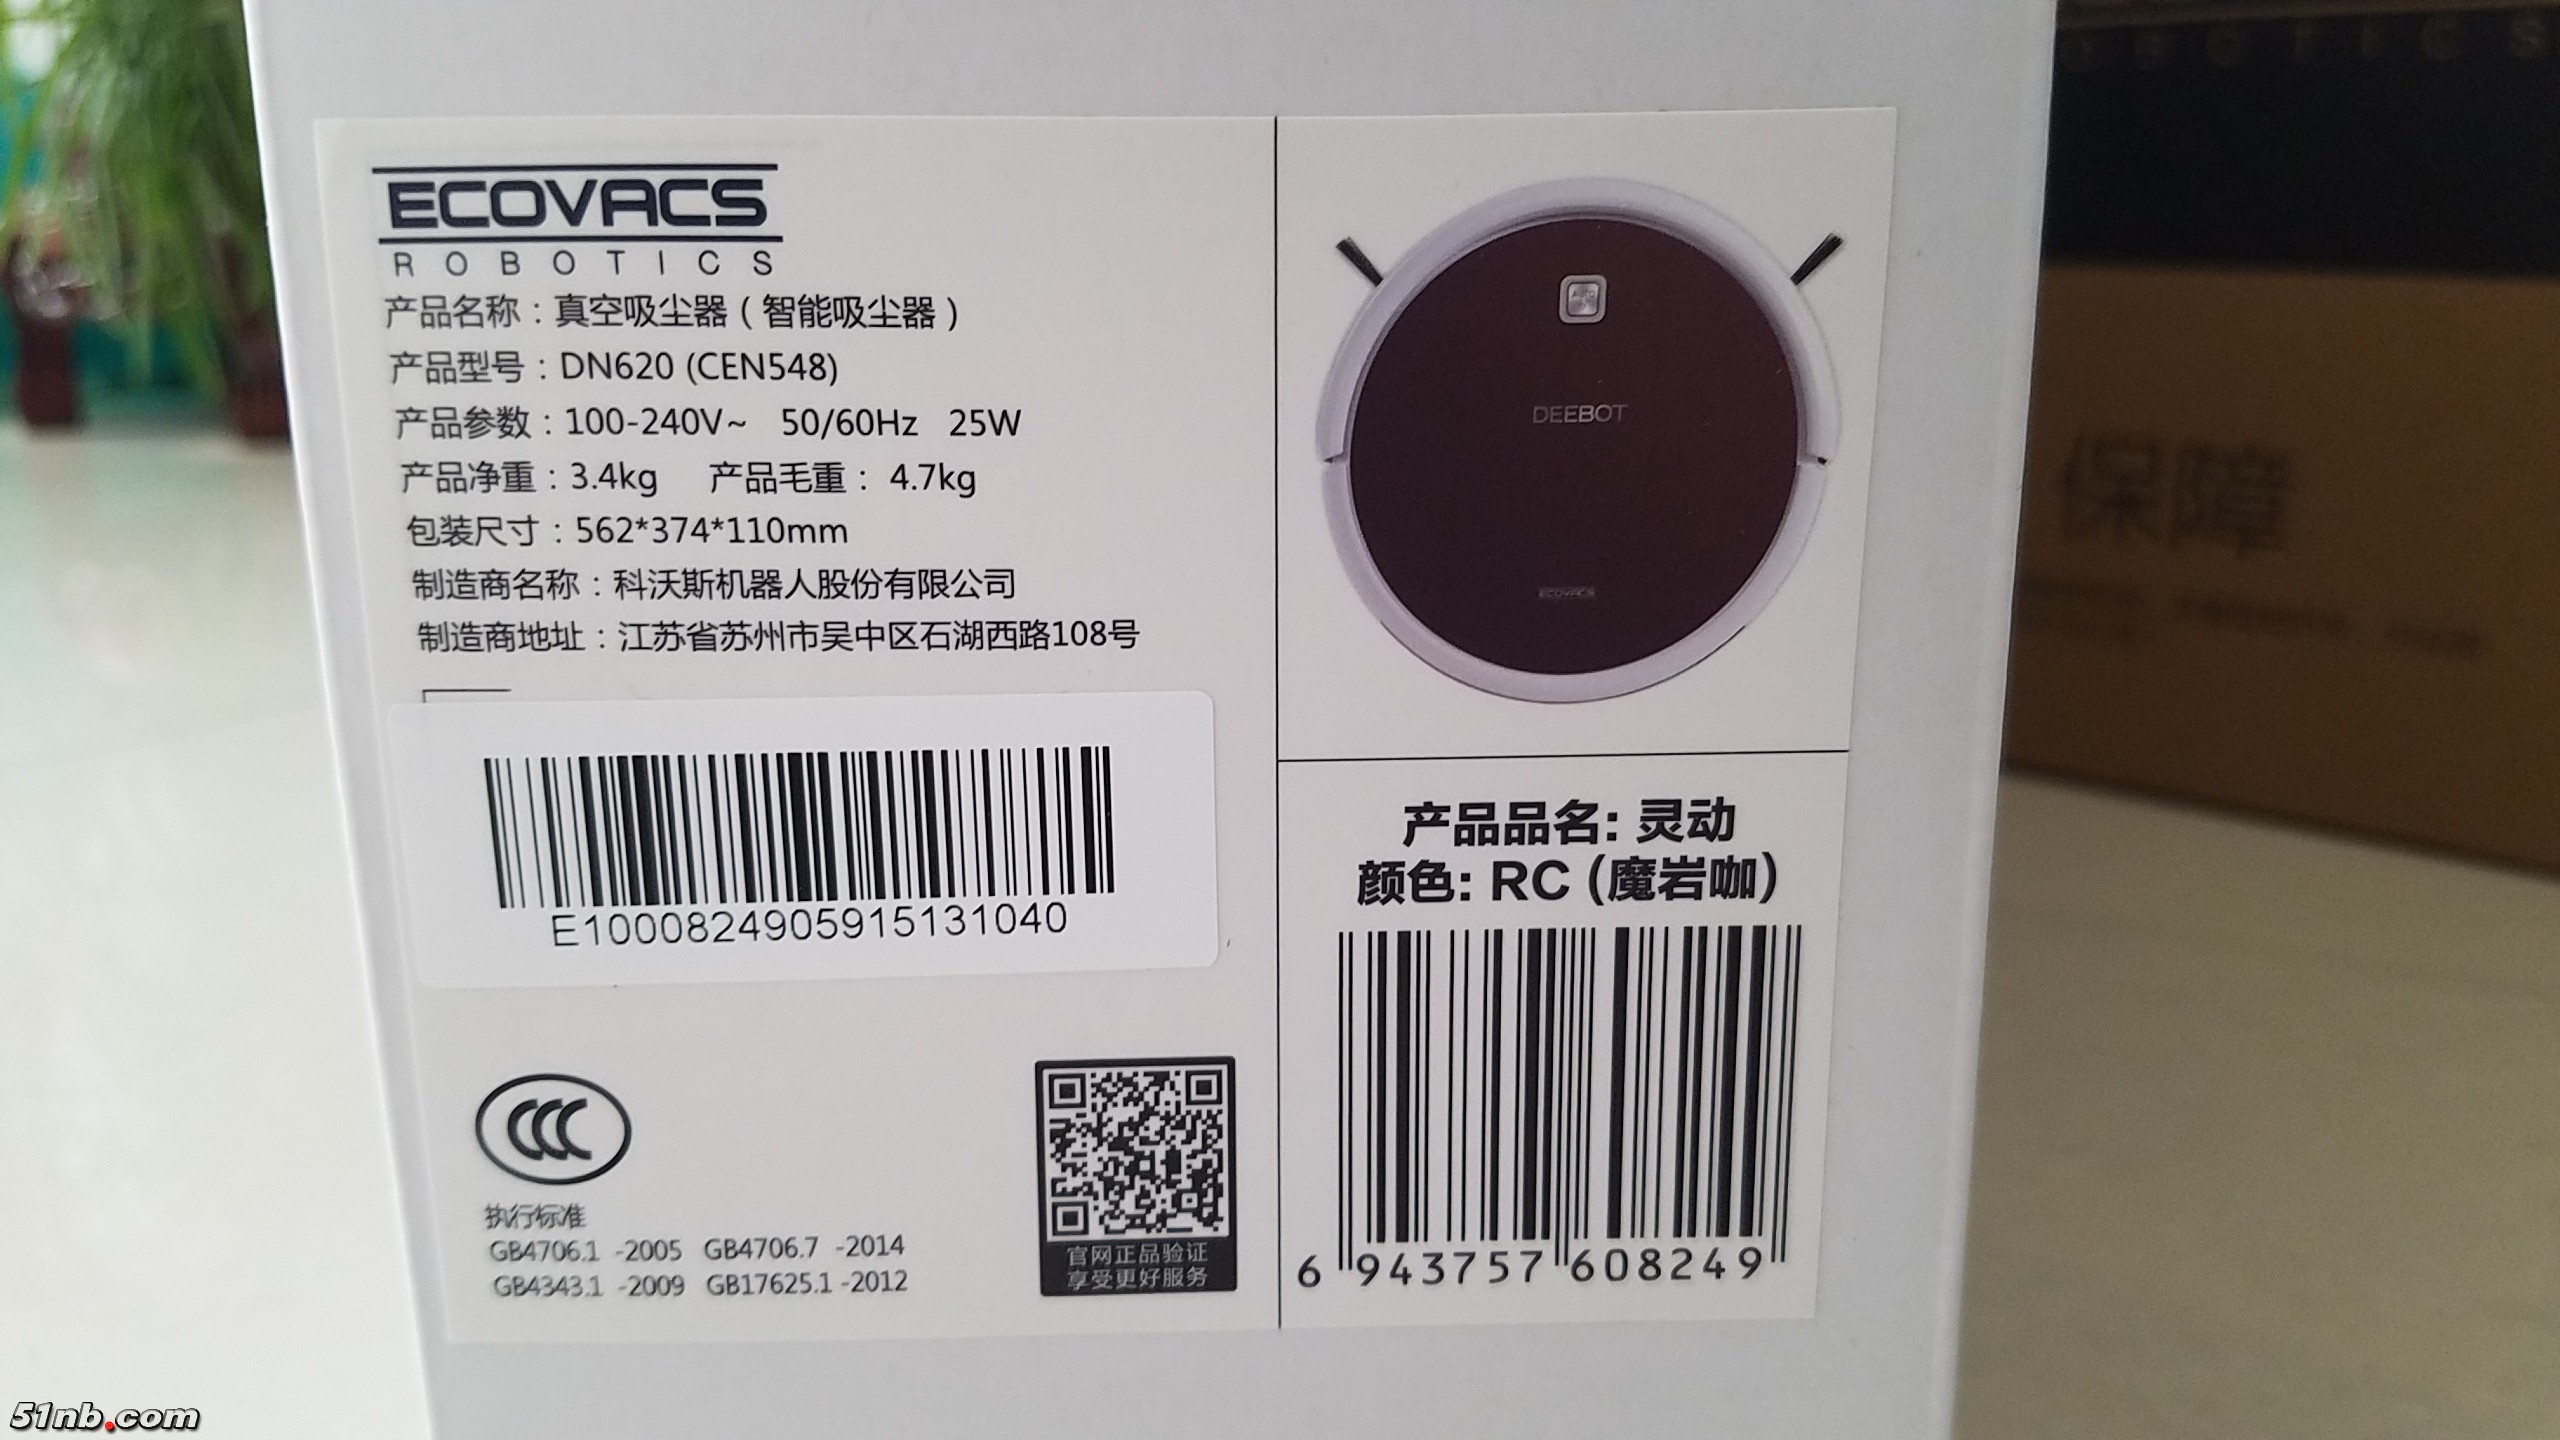 ECOVACS
ROBOTICS
产品名称：真空吸尘器（智能吸尘器）
产品型号：DN620 (CEN548)
产品参数：100-240V~ 50/60Hz 25W
产品净重：3.4kg 产品毛重：4.7kg
包装尺寸：562*374*110mm
制造商名称：科沃斯机器人股份有限公司
制造商地址：江苏省苏州市吴中区石湖西路108号
E1000824905915131040
执行标准
GB4706.1 -2005 GB4706.7 -2014
GB4343.1 -2009 GB17625.1 -2012
官网正品验证
享受更好服务
AUTO
DEEBOT
ECOVACS
产品品名: 灵动
颜色: RC (魔岩咖)
6 943757 608249
保障
51nb.com